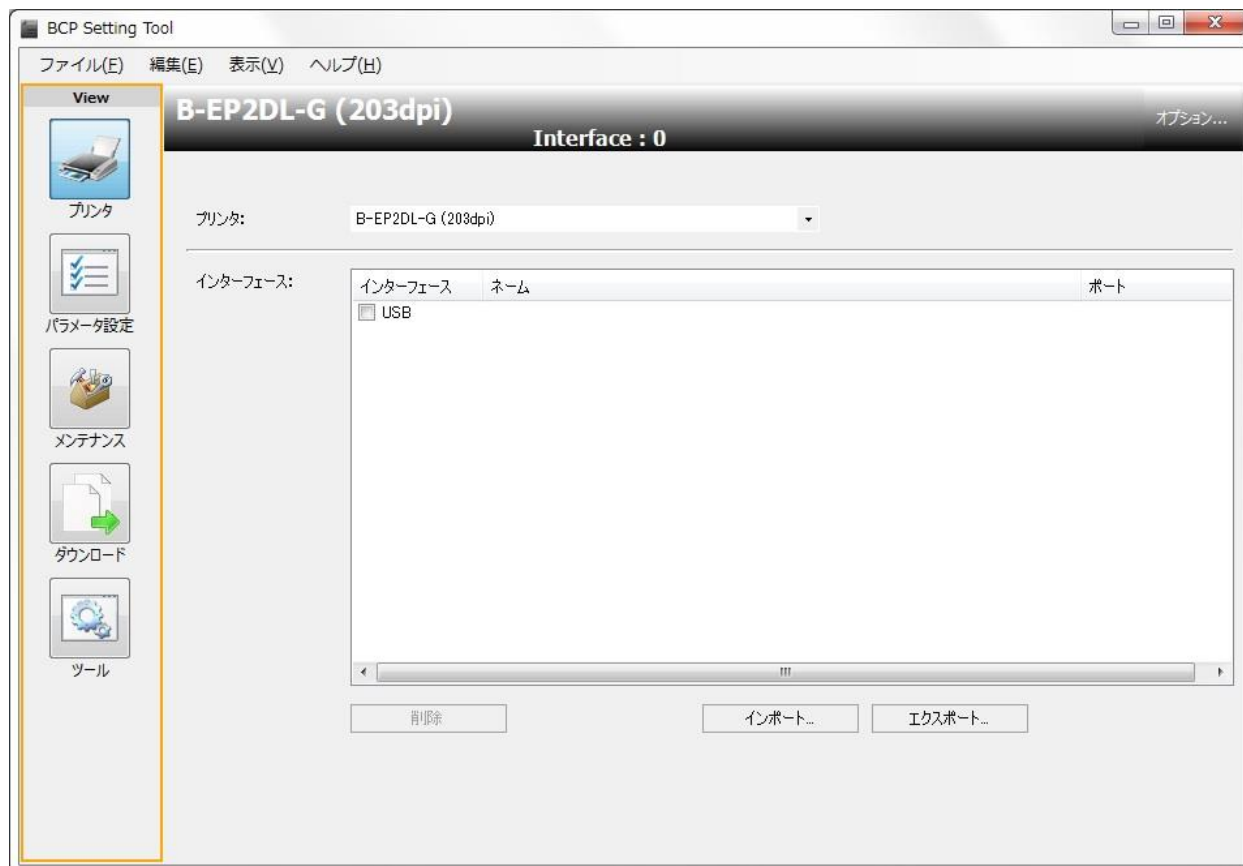 BCP Setting Tool
ファイル(F) 編集(E) 表示(V) ヘルプ(H)
View
B-EP2DL-G (203dpi)
オプション...
Interface : 0
プリンタ
プリンタ: B-EP2DL-G (203dpi)
インターフェース:
インターフェース ネーム ポート
USB
パラメータ設定
メンテナンス
ダウンロード
ツール
削除 インポート... エクスポート...